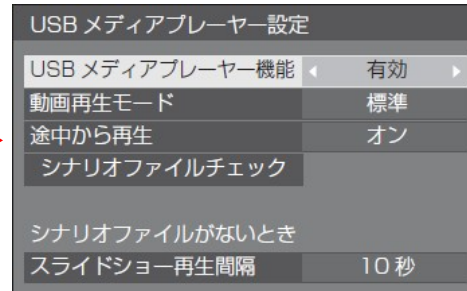 USB メディアプレーヤー設定
USB メディアプレーヤー機能 有効
動画再生モード 標準
途中から再生 オン
シナリオファイルチェック
シナリオファイルがないとき
スライドショー再生間隔 10 秒